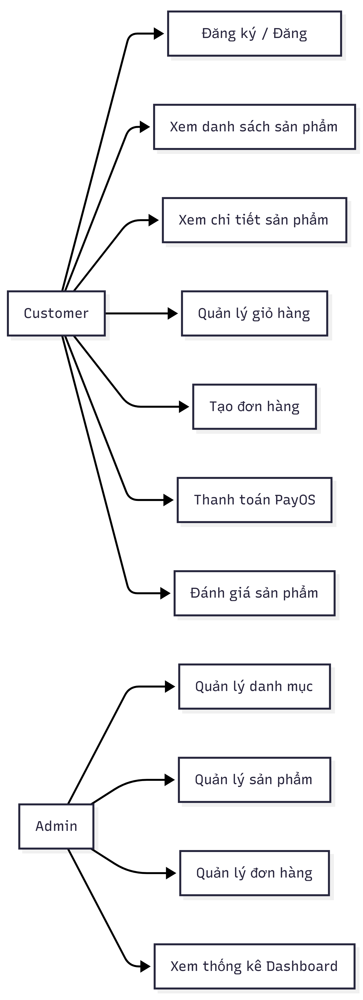 Đăng ký / Đăng
Xem danh sách sản phẩm
Xem chi tiết sản phẩm
Customer
Quản lý giỏ hàng
Tạo đơn hàng
Thanh toán PayOS
Đánh giá sản phẩm
Quản lý danh mục
Quản lý sản phẩm
Admin
Quản lý đơn hàng
Xem thống kê Dashboard